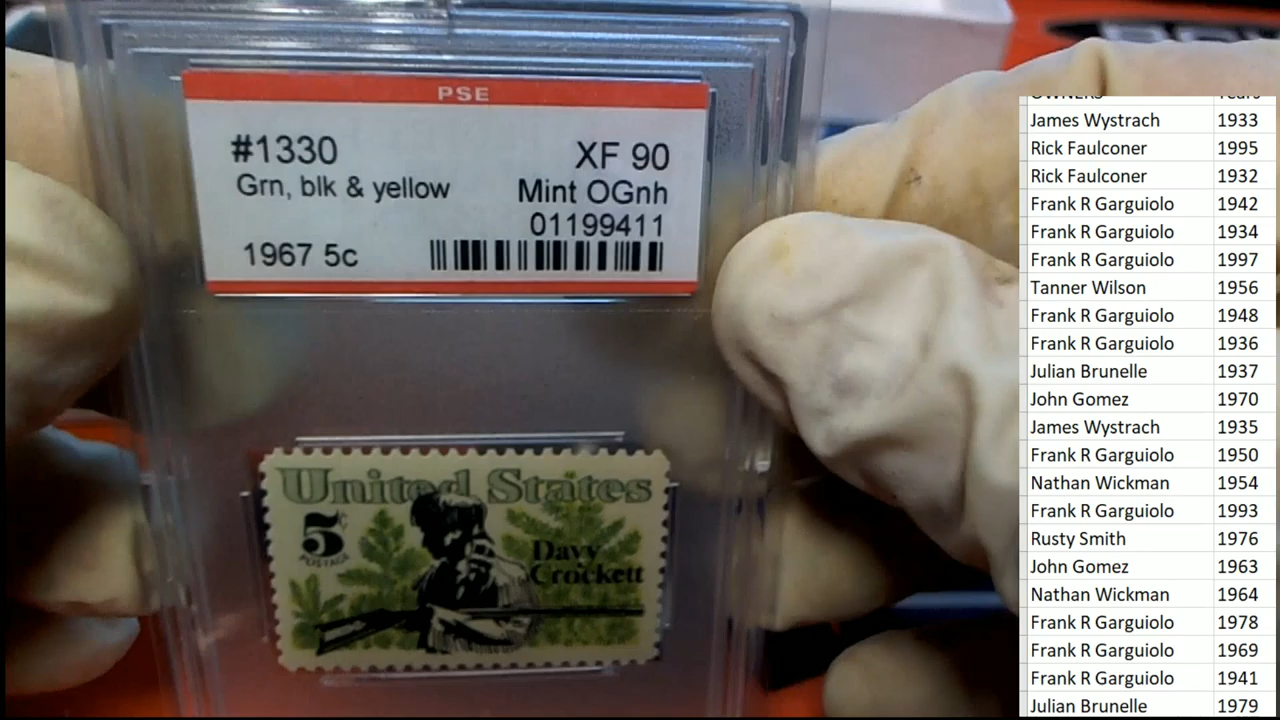 PSE
#1330
XF 90
Grn, blk & yellow
Mint OGnh
01199411
1967 5c
United States
5c
POSTAGE
Davy
Crockett
OWNERS Years
James Wystrach 1933
Rick Faulconer 1995
Rick Faulconer 1932
Frank R Garguiolo 1942
Frank R Garguiolo 1934
Frank R Garguiolo 1997
Tanner Wilson 1956
Frank R Garguiolo 1948
Frank R Garguiolo 1936
Julian Brunelle 1937
John Gomez 1970
James Wystrach 1935
Frank R Garguiolo 1950
Nathan Wickman 1954
Frank R Garguiolo 1993
Rusty Smith 1976
John Gomez 1963
Nathan Wickman 1964
Frank R Garguiolo 1978
Frank R Garguiolo 1969
Frank R Garguiolo 1941
Julian Brunelle 1979